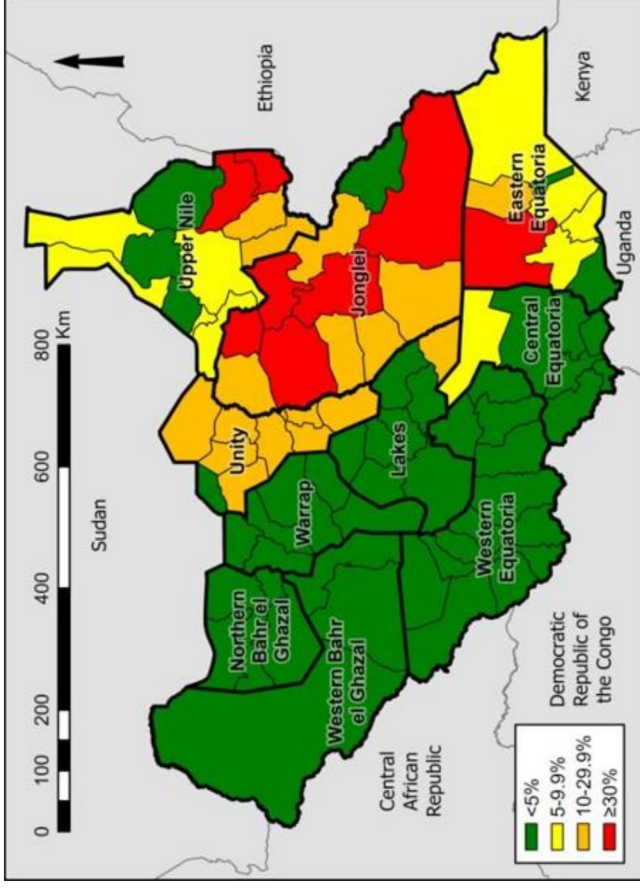 0 100 200 400 600 800
Km
Sudan
Ethiopia
Upper Nile
Unity
Northern
Bahr el
Ghazal
Warrap
Jonglei
Western Bahr
el Ghazal
Lakes
Central
African
Republic
Western
Equatoria
Central
Equatoria
Eastern
Equatoria
Democratic
Republic of
the Congo
Uganda
Kenya
<5%
5-9.9%
10-29.9%
≥30%